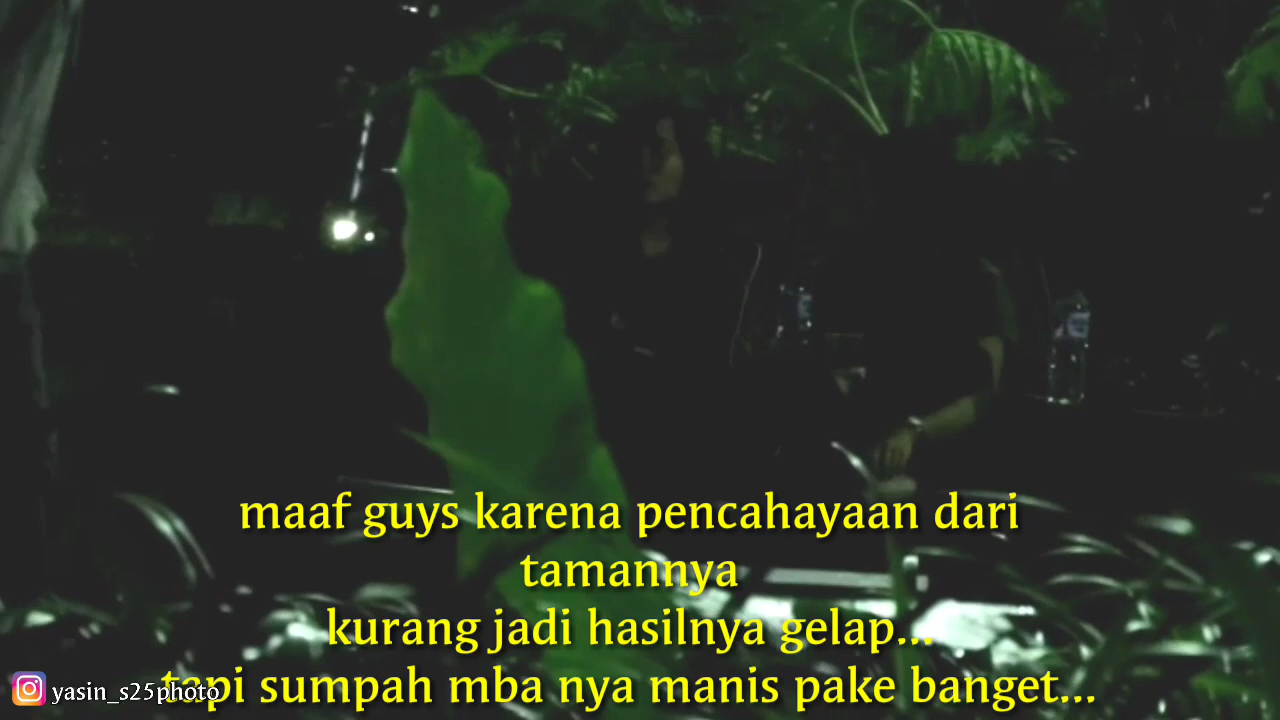 maaf guys karena pencahayaan dari
tamannya
kurang jadi hasilnya gelap...
tapi sumpah mba nya manis pake banget...
yasin_s25photo